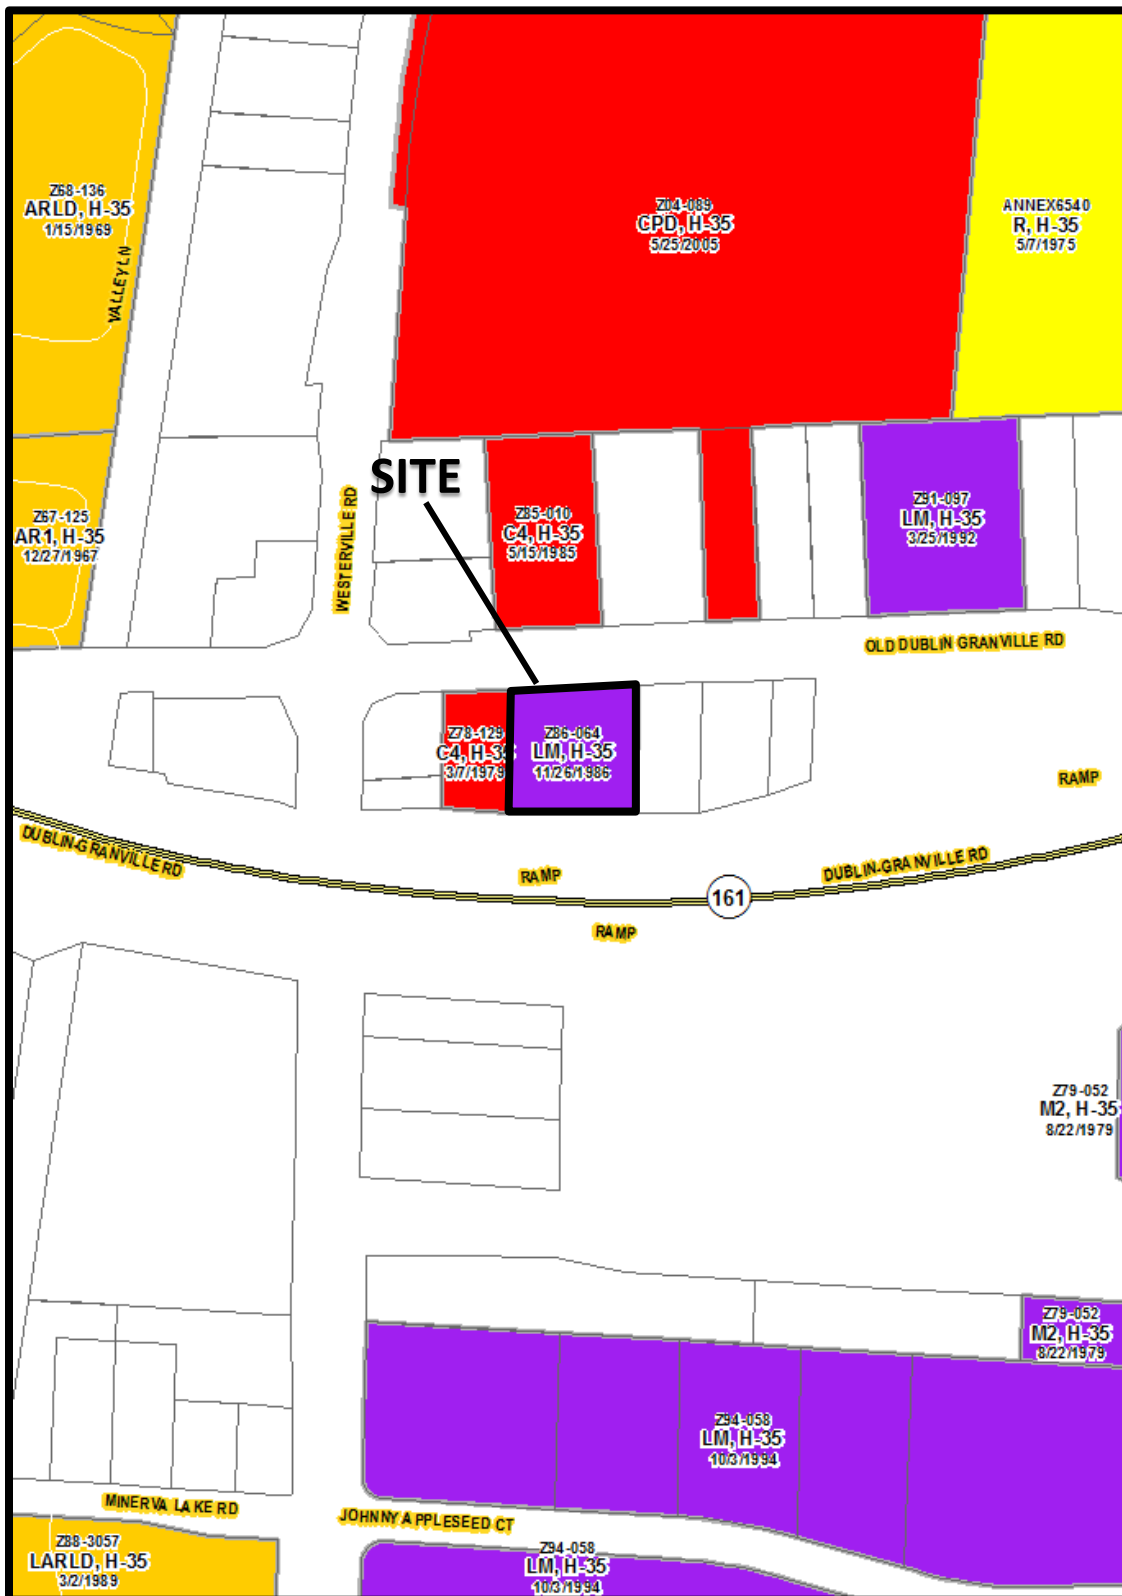 Z68-136
ARLD, H-35
1/15/1969
VALLEY LN
Z04-089
CPD, H-35
5/25/2005
ANNEX6540
R, H-35
5/7/1975
SITE
WESTERVILLE RD
Z67-125
AR1, H-35
12/27/1967
Z85-010
C4, H-35
5/15/1985
Z91-097
LM, H-35
3/25/1992
OLD DUBLIN GRANVILLE RD
Z78-129
C4, H-35
3/7/1979
Z86-064
LM, H-35
11/26/1986
RAMP
DUBLIN-GRANVILLE RD
RAMP
DUBLIN-GRANVILLE RD
161
RAMP
Z79-052
M2, H-35
8/22/1979
Z79-052
M2, H-35
8/22/1979
Z94-058
LM, H-35
10/3/1994
MINERVA LAKE RD
JOHNNY APPLESEED CT
Z88-3057
LARLD, H-35
3/2/1989
Z94-058
LM, H-35
10/3/1994